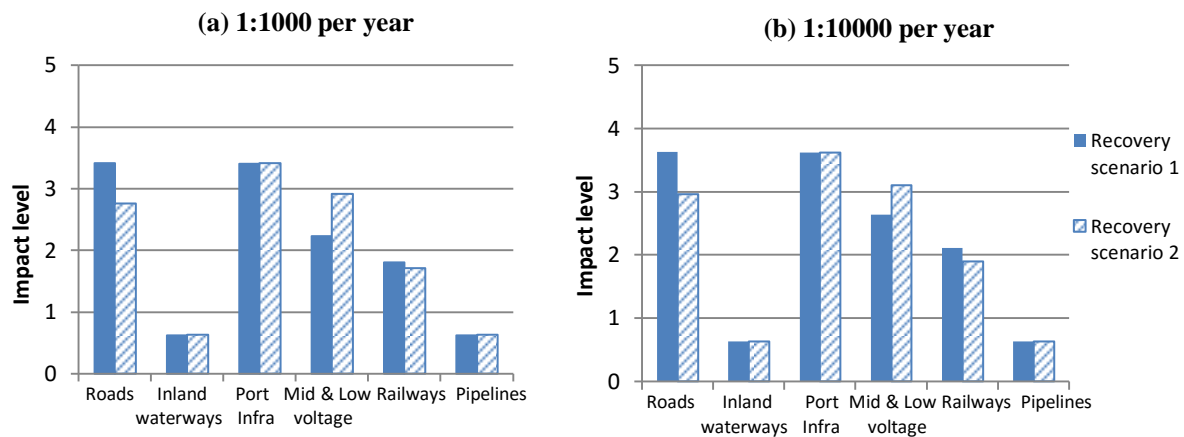 (a) 1:1000 per year
5
4
3
2
1
0
Impact level
Roads
Inland
waterways
Port
Infra
Mid & Low
voltage
Railways
Pipelines
(b) 1:10000 per year
5
4
3
2
1
0
Impact level
Roads
Inland
waterways
Port
Infra
Mid & Low
voltage
Railways
Pipelines
Recovery
scenario 1
Recovery
scenario 2